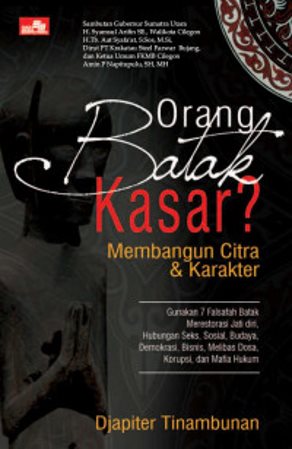 Sambutan Gubernur Sumatra Utara
H. Syamsul Arifin SE., Walikota Cilegon
H.Tb. Aat Syafa'at, S.Sos, M.Si,
Dirut PT Krakatau Steel Fazwar Bujang,
dan Ketua Umum FKMB Cilegon
Amin P Napitupulu, SH, MH
Orang
Batak
Kasar?
Membangun Citra
& Karakter
Gunakan 7 Falsafah Batak
Merestorasi Jati diri,
Hubungan Seks, Sosial, Budaya,
Demokrasi, Bisnis, Melibas Dosa,
Korupsi, dan Mafia Hukum
Djapiter Tinambunan